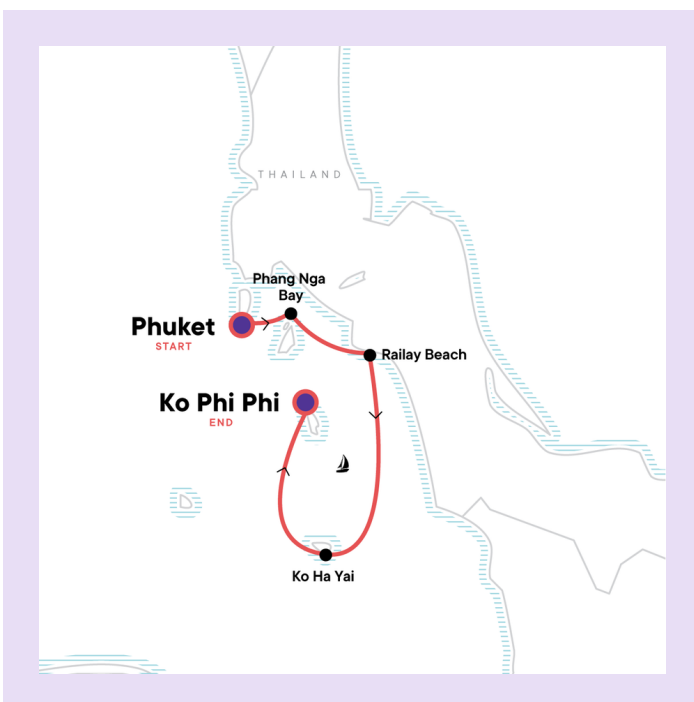 THAILAND
Phang Nga
Bay
Phuket
START
Railay Beach
Ko Phi Phi
END
Ko Ha Yai